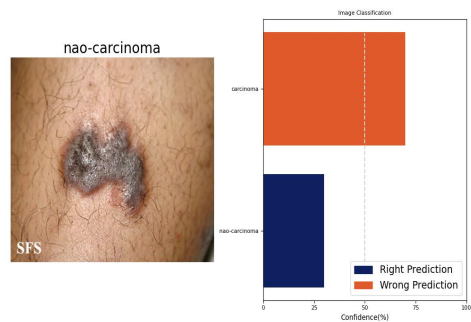 nao-carcinoma
SFS
Image Classification
carcinoma
nao-carcinoma
0
25
50
75
100
Confidence(%)
Right Prediction
Wrong Prediction